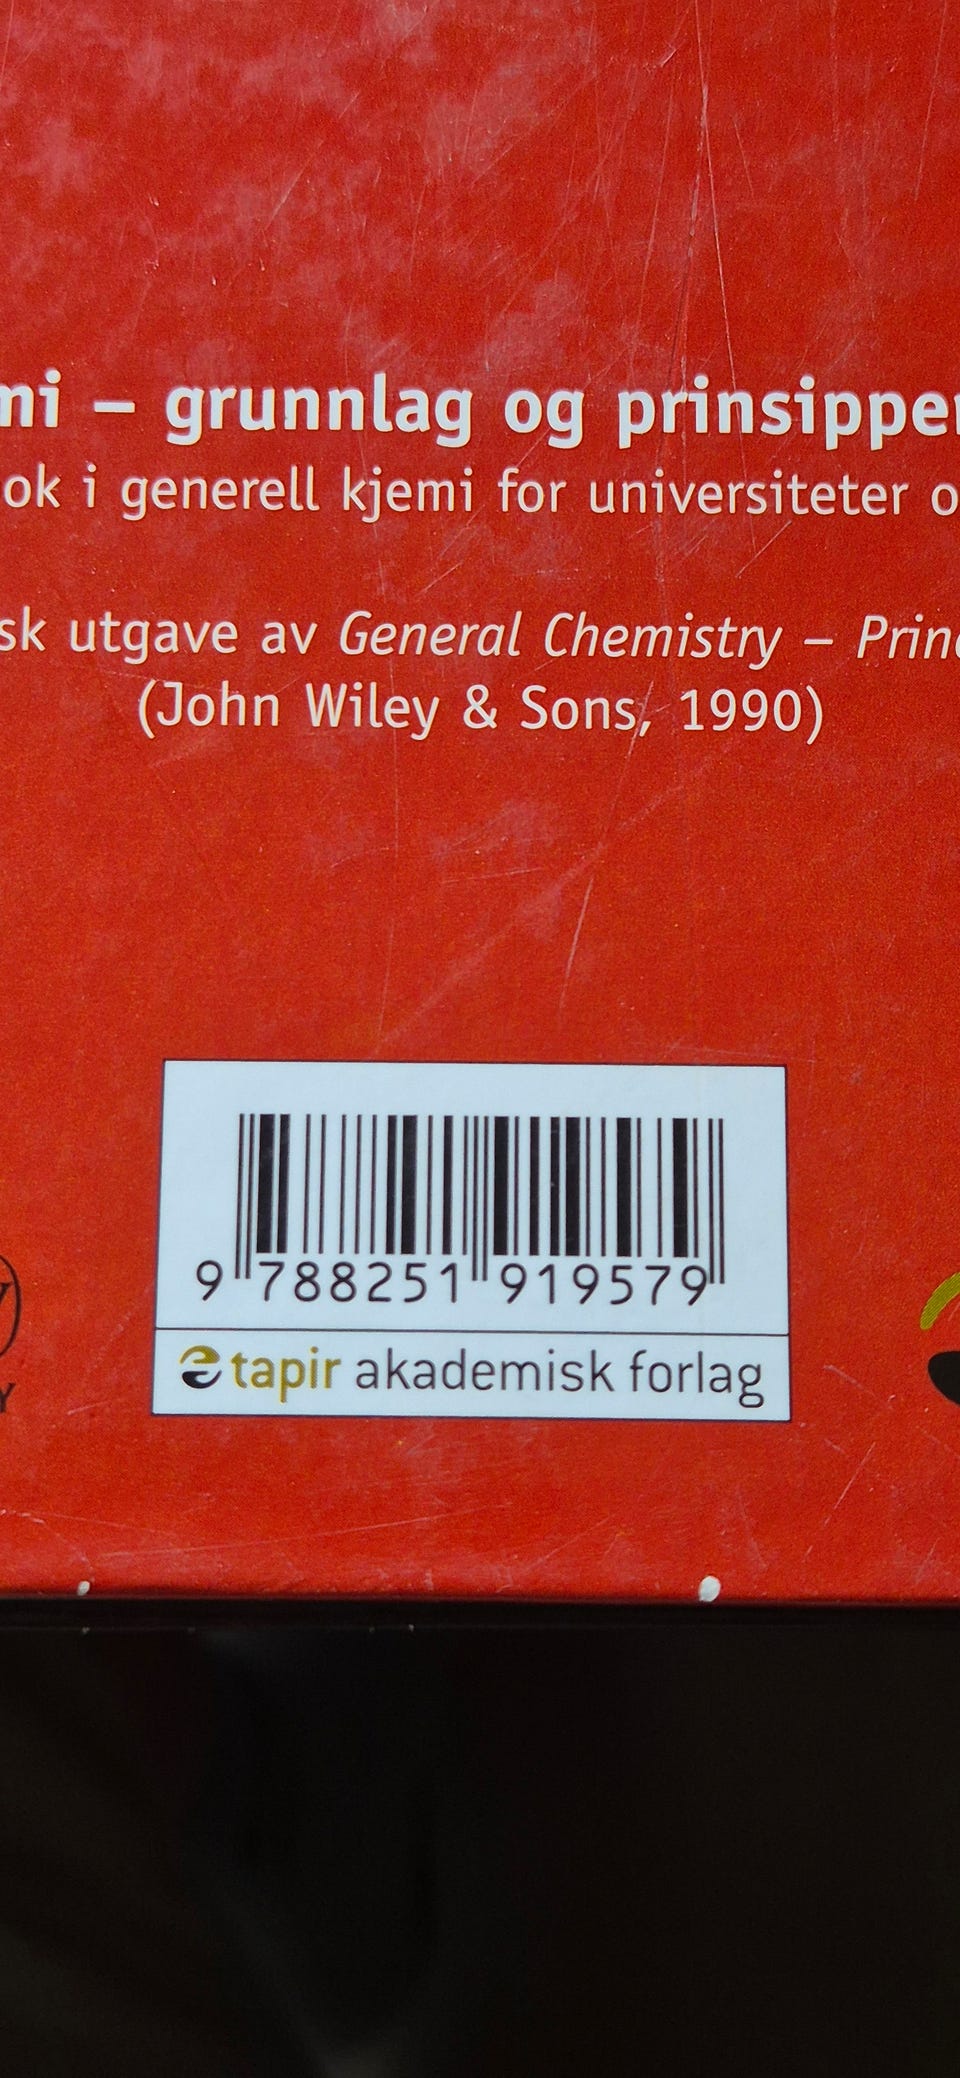 mi – grunnlag og prinsipper
ok i generell kjemi for universiteter o
sk utgave av General Chemistry – Prin
(John Wiley & Sons, 1990)
9 788251 919579
tapir akademisk forlag
Y